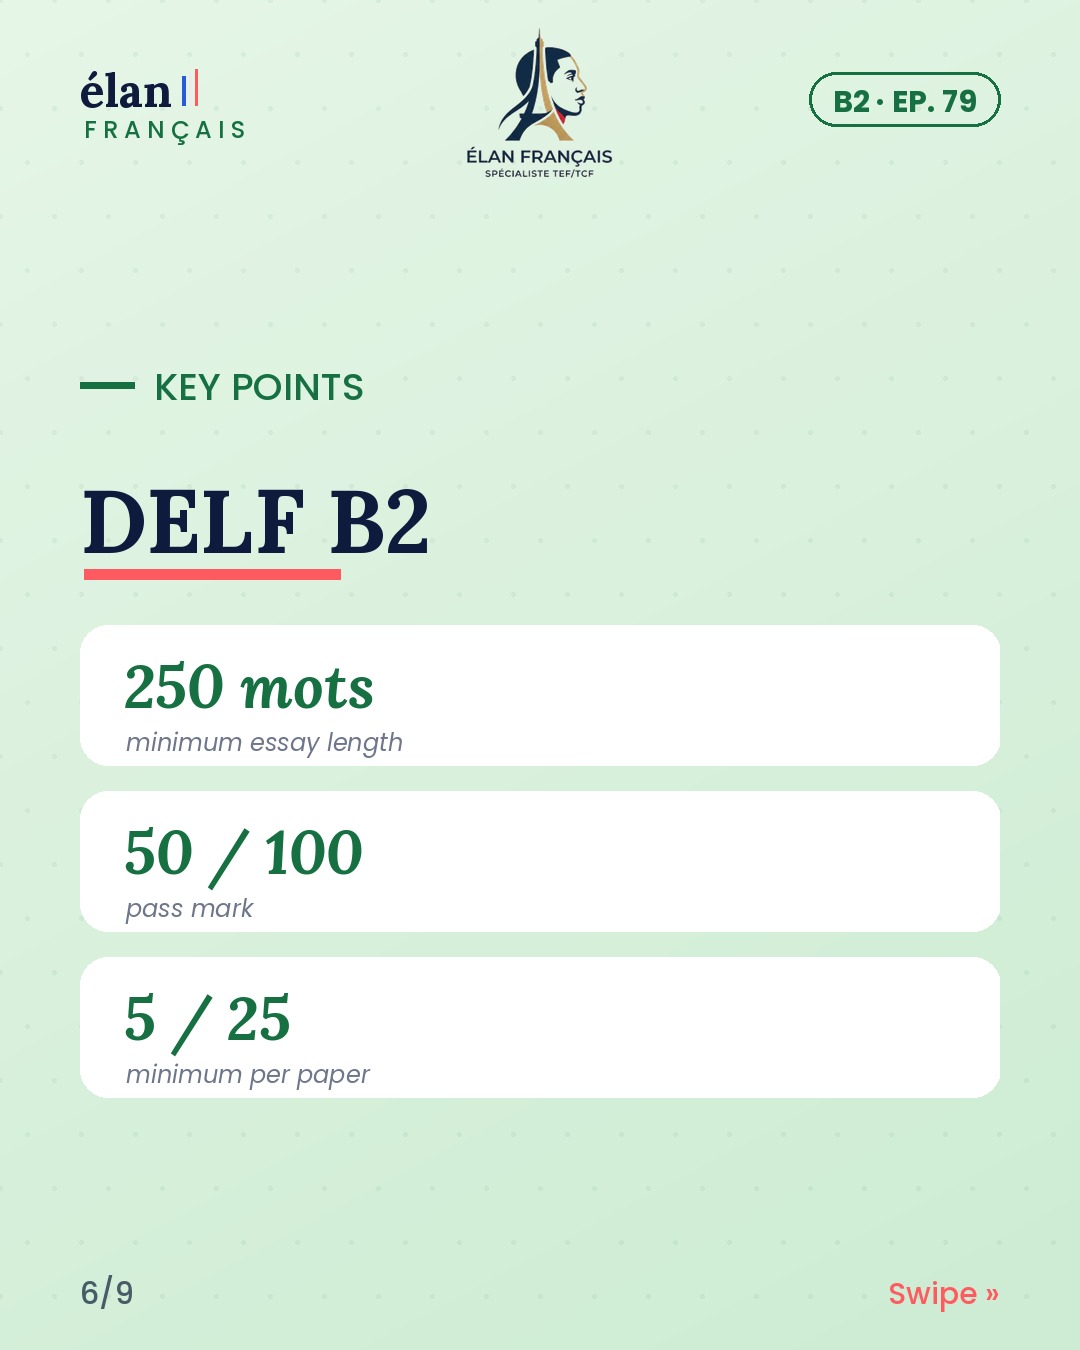 élan
FRANÇAIS
ÉLAN FRANÇAIS
SPÉCIALISTE TEF/TCF
B2 · EP. 79
KEY POINTS
DELF B2
250 mots
minimum essay length
50 / 100
pass mark
5 / 25
minimum per paper
6/9
Swipe »